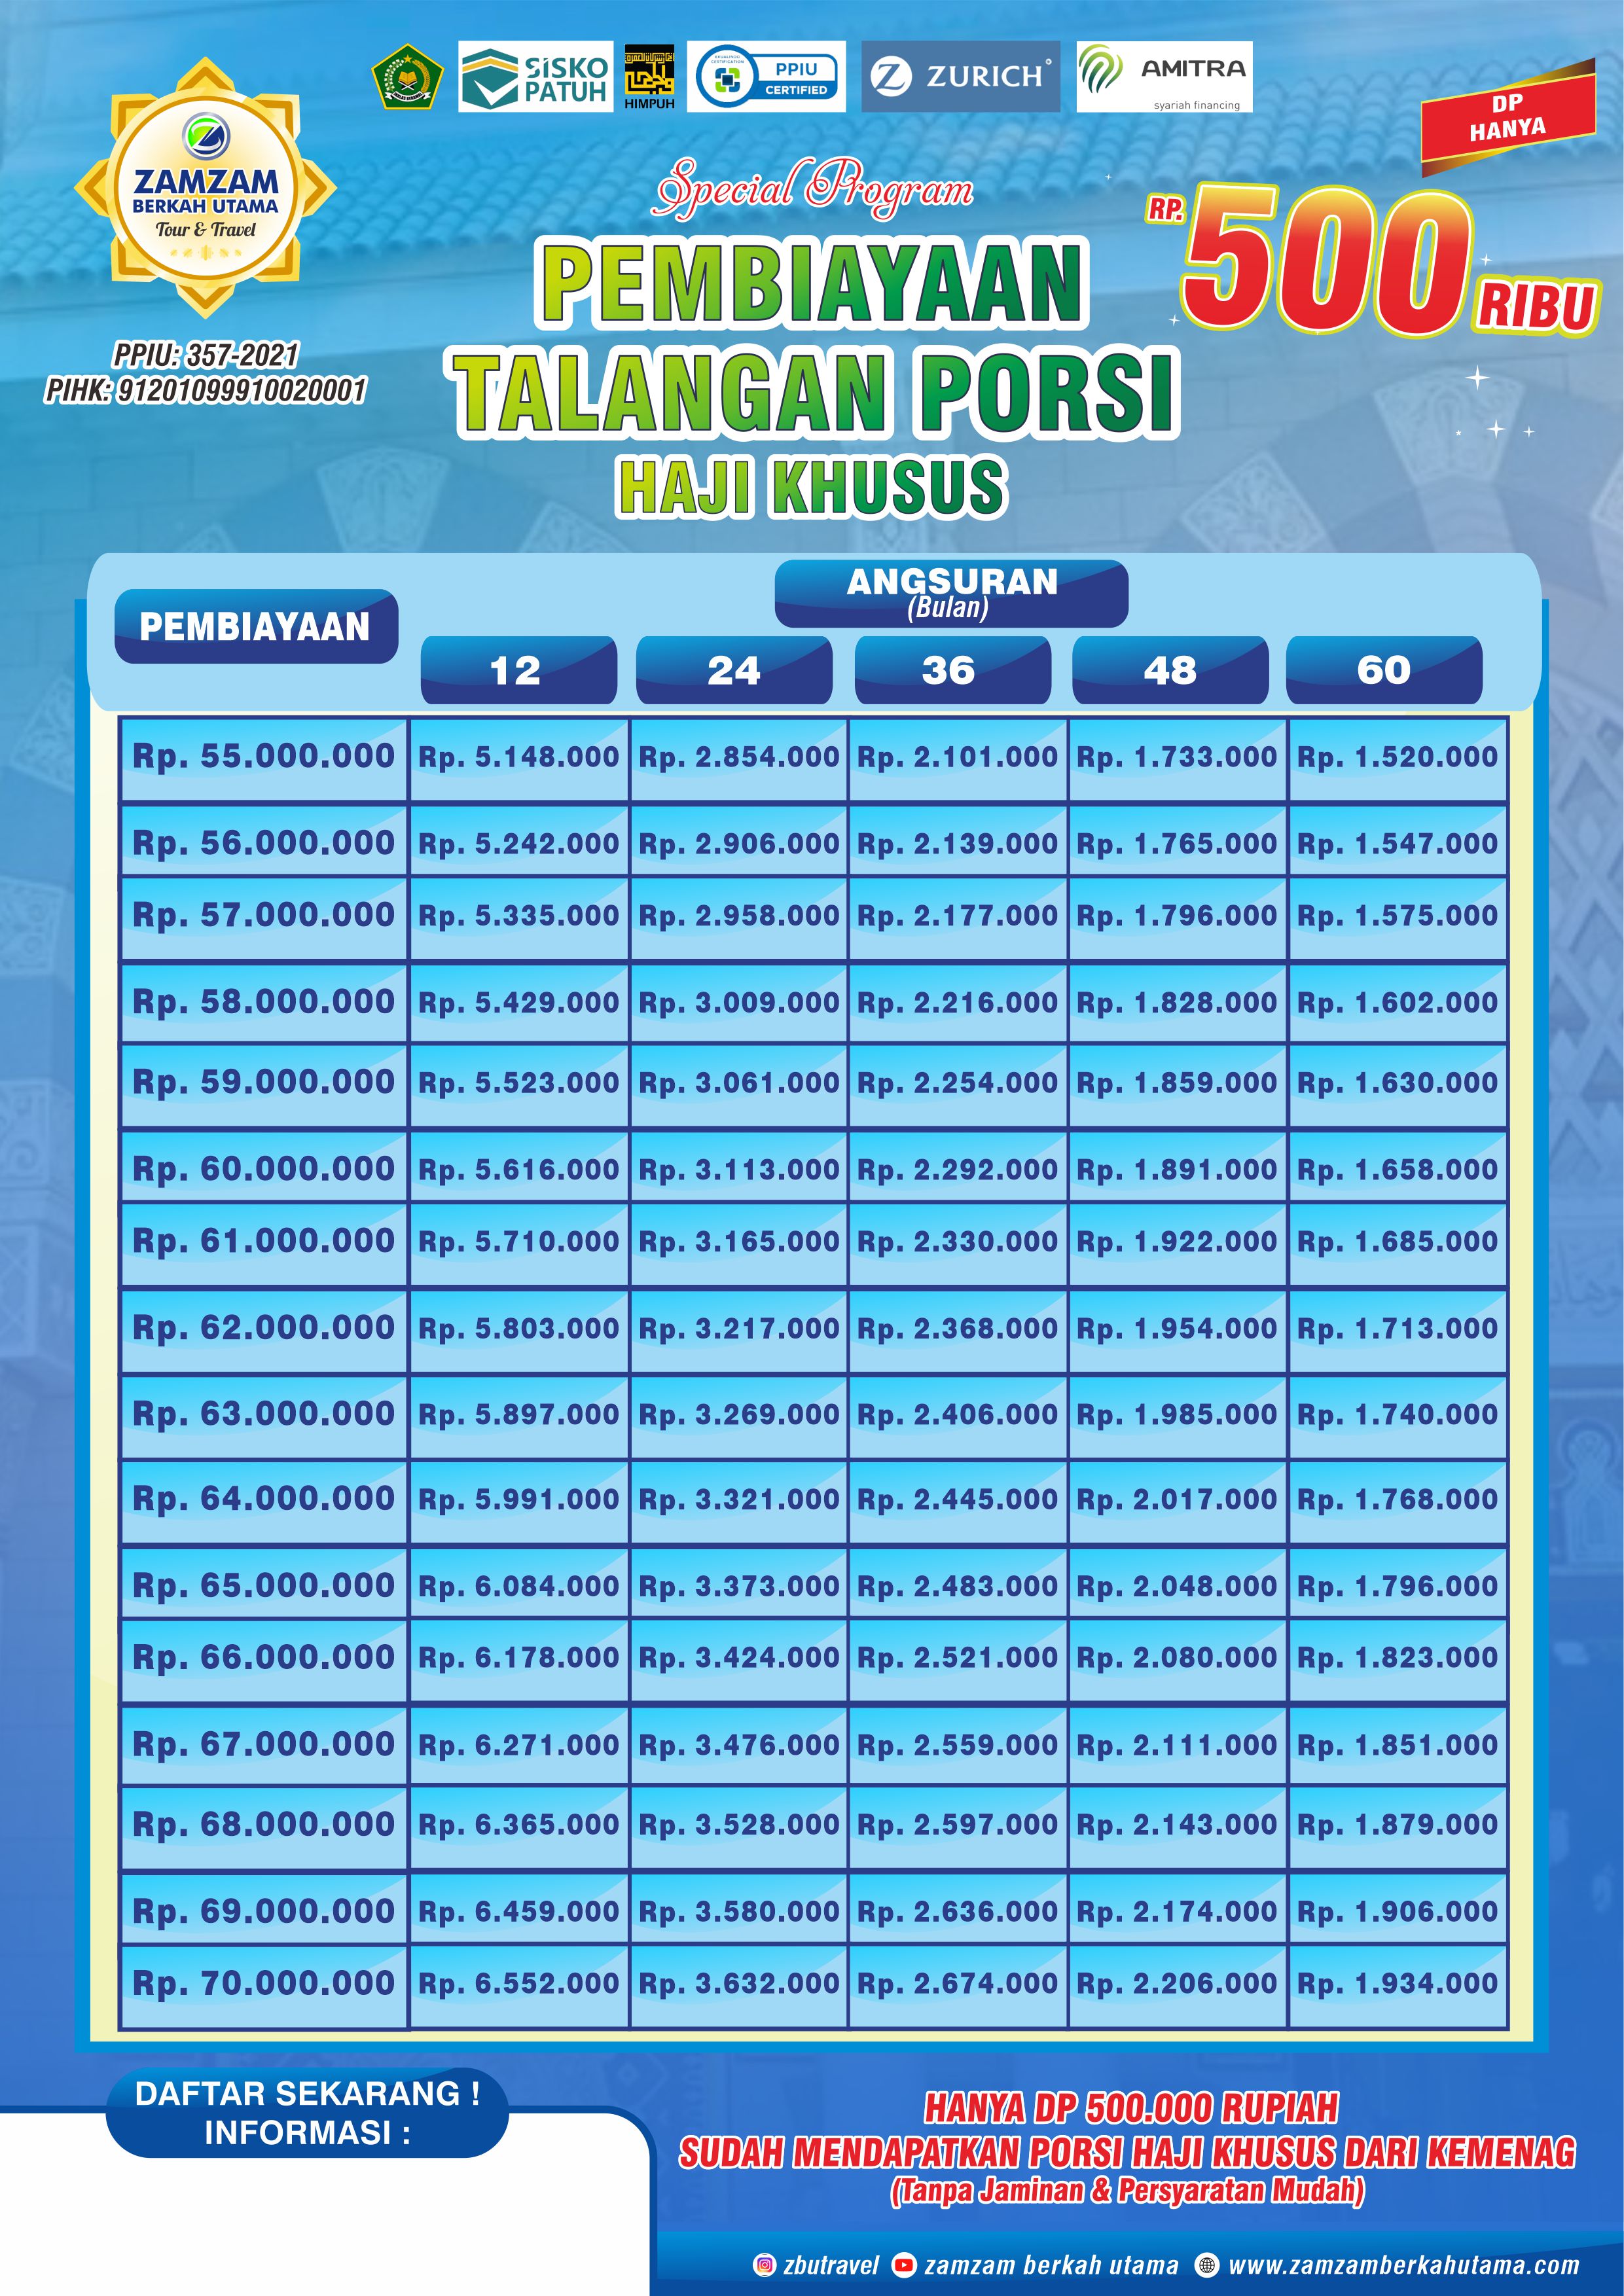 SISKO
PATUH
HIMPUH
PPIU
CERTIFIED
ZURICH
AMITRA
syariah financing
DP
HANYA
ZAMZAM
BERKAH UTAMA
Tour & Travel
PPIU: 357-2021
PIHK: 91201099910020001
Special Program
PEMBIAYAAN
TALANGAN PORSI
HAJI KHUSUS
RP. 500 RIBU
PEMBIAYAAN
ANGSURAN
(Bulan)
12 24 36 48 60
Rp. 55.000.000 Rp. 5.148.000 Rp. 2.854.000 Rp. 2.101.000 Rp. 1.733.000 Rp. 1.520.000
Rp. 56.000.000 Rp. 5.242.000 Rp. 2.906.000 Rp. 2.139.000 Rp. 1.765.000 Rp. 1.547.000
Rp. 57.000.000 Rp. 5.335.000 Rp. 2.958.000 Rp. 2.177.000 Rp. 1.796.000 Rp. 1.575.000
Rp. 58.000.000 Rp. 5.429.000 Rp. 3.009.000 Rp. 2.216.000 Rp. 1.828.000 Rp. 1.602.000
Rp. 59.000.000 Rp. 5.523.000 Rp. 3.061.000 Rp. 2.254.000 Rp. 1.859.000 Rp. 1.630.000
Rp. 60.000.000 Rp. 5.616.000 Rp. 3.113.000 Rp. 2.292.000 Rp. 1.891.000 Rp. 1.658.000
Rp. 61.000.000 Rp. 5.710.000 Rp. 3.165.000 Rp. 2.330.000 Rp. 1.922.000 Rp. 1.685.000
Rp. 62.000.000 Rp. 5.803.000 Rp. 3.217.000 Rp. 2.368.000 Rp. 1.954.000 Rp. 1.713.000
Rp. 63.000.000 Rp. 5.897.000 Rp. 3.269.000 Rp. 2.406.000 Rp. 1.985.000 Rp. 1.740.000
Rp. 64.000.000 Rp. 5.991.000 Rp. 3.321.000 Rp. 2.445.000 Rp. 2.017.000 Rp. 1.768.000
Rp. 65.000.000 Rp. 6.084.000 Rp. 3.373.000 Rp. 2.483.000 Rp. 2.048.000 Rp. 1.796.000
Rp. 66.000.000 Rp. 6.178.000 Rp. 3.424.000 Rp. 2.521.000 Rp. 2.080.000 Rp. 1.823.000
Rp. 67.000.000 Rp. 6.271.000 Rp. 3.476.000 Rp. 2.559.000 Rp. 2.111.000 Rp. 1.851.000
Rp. 68.000.000 Rp. 6.365.000 Rp. 3.528.000 Rp. 2.597.000 Rp. 2.143.000 Rp. 1.879.000
Rp. 69.000.000 Rp. 6.459.000 Rp. 3.580.000 Rp. 2.636.000 Rp. 2.174.000 Rp. 1.906.000
Rp. 70.000.000 Rp. 6.552.000 Rp. 3.632.000 Rp. 2.674.000 Rp. 2.206.000 Rp. 1.934.000
DAFTAR SEKARANG !
INFORMASI :
HANYA DP 500.000 RUPIAH
SUDAH MENDAPATKAN PORSI HAJI KHUSUS DARI KEMENAG
(Tanpa Jaminan & Persyaratan Mudah)
zbutravel zamzam berkah utama www.zamzamberkahutama.com